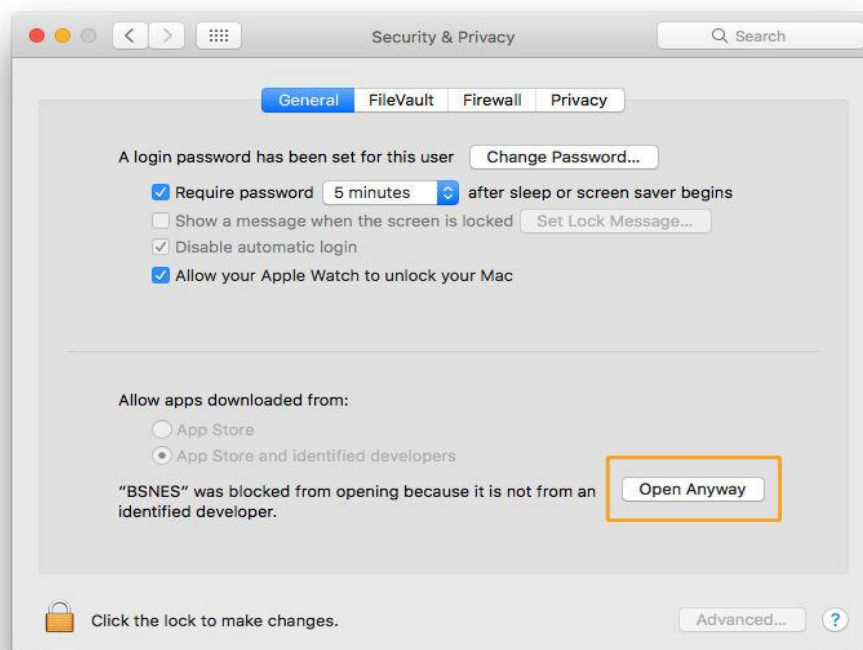 Security & Privacy
Search
General
FileVault
Firewall
Privacy
A login password has been set for this user
Change Password...
Require password
5 minutes
after sleep or screen saver begins
Show a message when the screen is locked
Set Lock Message...
Disable automatic login
Allow your Apple Watch to unlock your Mac
Allow apps downloaded from:
App Store
App Store and identified developers
“BSNES” was blocked from opening because it is not from an
identified developer.
Open Anyway
Click the lock to make changes.
Advanced...
?